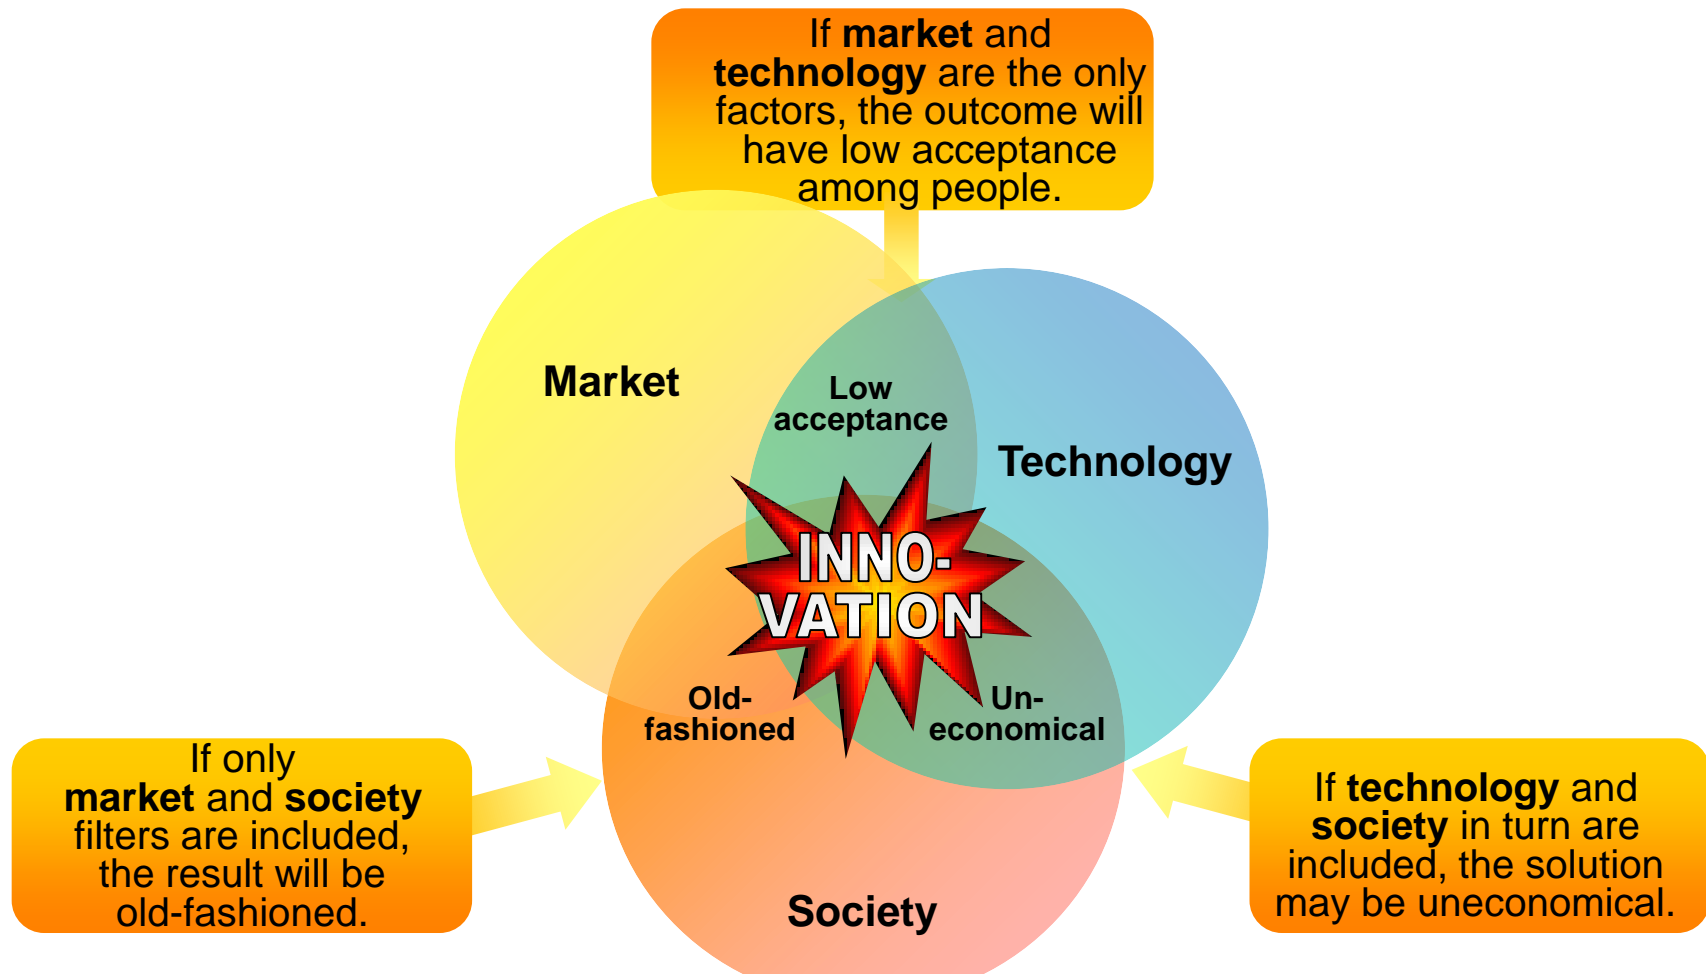 If market and
technology are the only
factors, the outcome will
have low acceptance
among people.
Market
Low
acceptance
Technology
INNO-
VATION
Old-
fashioned
Un-
economical
If only
market and society
filters are included,
the result will be
old-fashioned.
If technology and
society in turn are
included, the solution
may be uneconomical.
Society